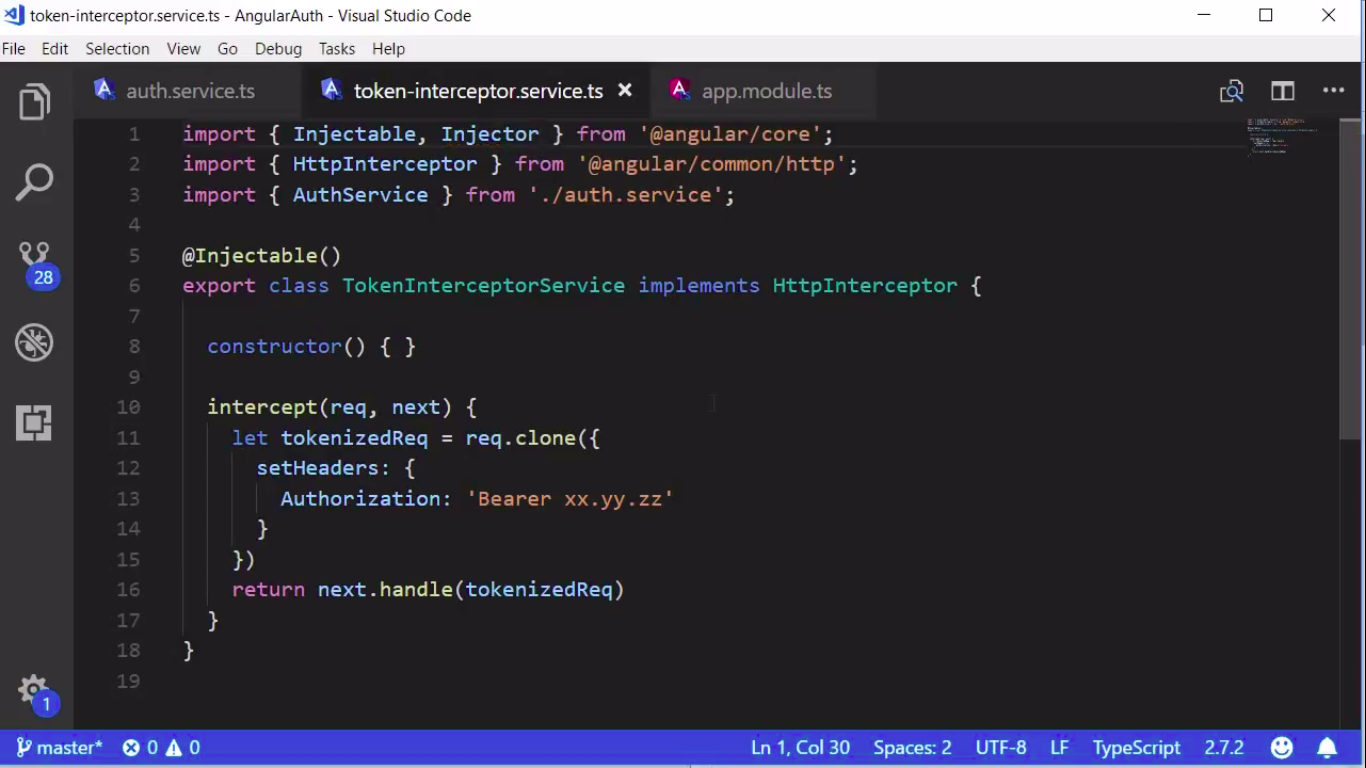 token-interceptor.service.ts - AngularAuth - Visual Studio Code
File Edit Selection View Go Debug Tasks Help
auth.service.ts token-interceptor.service.ts app.module.ts
1 import { Injectable, Injector } from '@angular/core';
2 import { HttpInterceptor } from '@angular/common/http';
3 import { AuthService } from './auth.service';
4
5 @Injectable()
6 export class TokenInterceptorService implements HttpInterceptor {
7
8 constructor() { }
9
10 intercept(req, next) {
11 let tokenizedReq = req.clone({
12 setHeaders: {
13 Authorization: 'Bearer xx.yy.zz'
14 }
15 })
16 return next.handle(tokenizedReq)
17 }
18 }
19
28
1
master* 0 0 Ln 1, Col 30 Spaces: 2 UTF-8 LF TypeScript 2.7.2